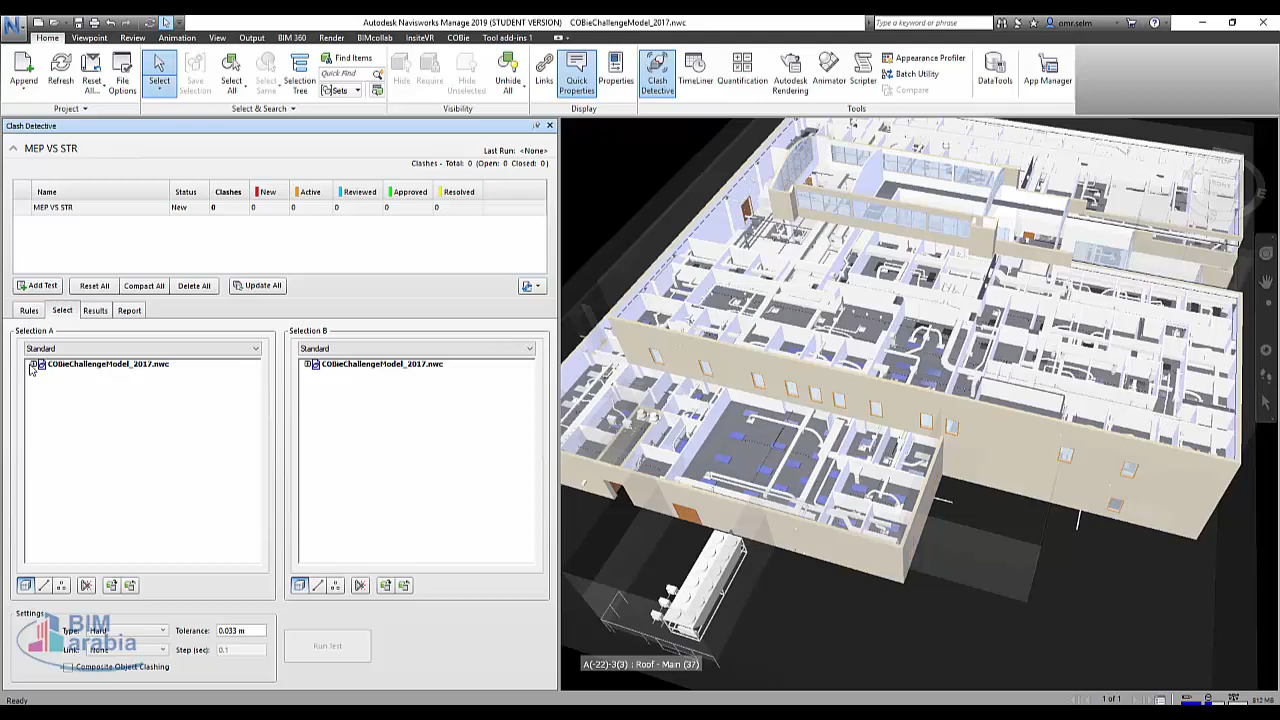 Autodesk Navisworks Manage 2019 (STUDENT VERSION) COBieChallengeModel_2017.nwc
Type a keyword or phrase
omr.selm
Home Viewpoint Review Animation View Output BIM 360 Render BIMcollab InsiteVR COBie Tool add-ins 1
Append
Refresh
Reset All...
File Options
Select
Save Selection
Select All
Select Same
Selection Tree
Find Items
Quick Find
Sets
Hide
Require
Hide Unselected
Unhide All
Links
Quick Properties
Properties
Clash Detective
TimeLiner
Quantification
Autodesk Rendering
Animator
Scripter
Appearance Profiler
Batch Utility
Compare
DataTools
App Manager
Project Select & Search Visibility Display Tools
Clash Detective
MEP VS STR
Last Run: <None>
Clashes - Total: 0 (Open: 0 Closed: 0)
Name Status Clashes New Active Reviewed Approved Resolved
MEP VS STR New 0 0 0 0 0 0
Add Test Reset All Compact All Delete All Update All
Rules Select Results Report
Selection A Selection B
Standard Standard
COBieChallengeModel_2017.nwc COBieChallengeModel_2017.nwc
Settings
Type: Hard Tolerance: 0.033 m
Link: None Step (sec): 0.1
Composite Object Clashing
Run Test
BIM
arabia
A(-22)-3(3) : Roof - Main (37)
Ready
1 of 1
812 MB